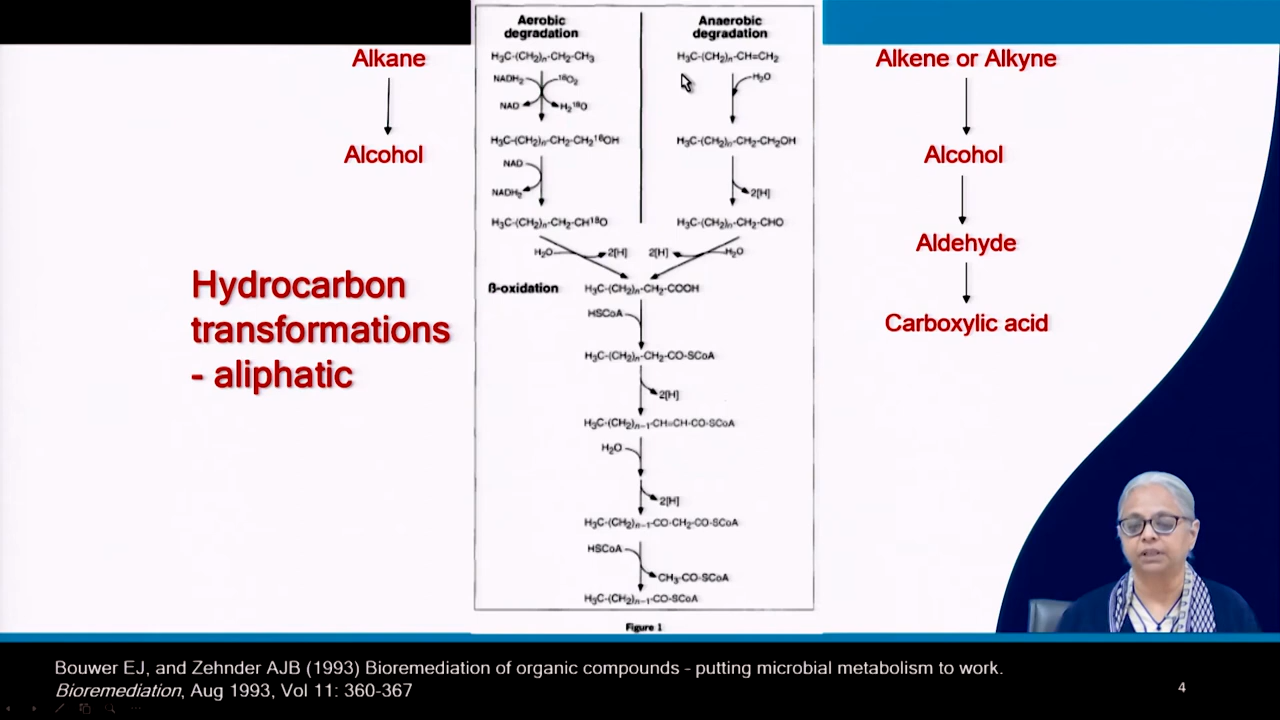 Aerobic
degradation
Anaerobic
degradation
Alkane
Alcohol
Hydrocarbon
transformations
- aliphatic
H₃C-(CH₂)ₙ-CH₂-CH₃
NADH₂
¹⁸O₂
NAD
H₂¹⁸O
H₃C-(CH₂)ₙ-CH₂-CH₂¹⁸OH
NAD
NADH₂
H₃C-(CH₂)ₙ-CH₂-CH¹⁸O
H₂O
2[H]
H₃C-(CH₂)ₙ-CH=CH₂
H₂O
H₃C-(CH₂)ₙ-CH₂-CH₂OH
2[H]
H₃C-(CH₂)ₙ-CH₂-CHO
2[H]
H₂O
ß-oxidation
H₃C-(CH₂)ₙ-CH₂-COOH
HSCoA
H₃C-(CH₂)ₙ-CH₂-CO-SCoA
2[H]
H₃C-(CH₂)ₙ₋₁-CH=CH-CO-SCoA
H₂O
2[H]
H₃C-(CH₂)ₙ₋₁-CO-CH₂-CO-SCoA
HSCoA
CH₃-CO-SCoA
H₃C-(CH₂)ₙ₋₁-CO-SCoA
Figure 1
Alkene or Alkyne
Alcohol
Aldehyde
Carboxylic acid
Bouwer EJ, and Zehnder AJB (1993) Bioremediation of organic compounds - putting microbial metabolism to work.
Bioremediation, Aug 1993, Vol 11: 360-367
4